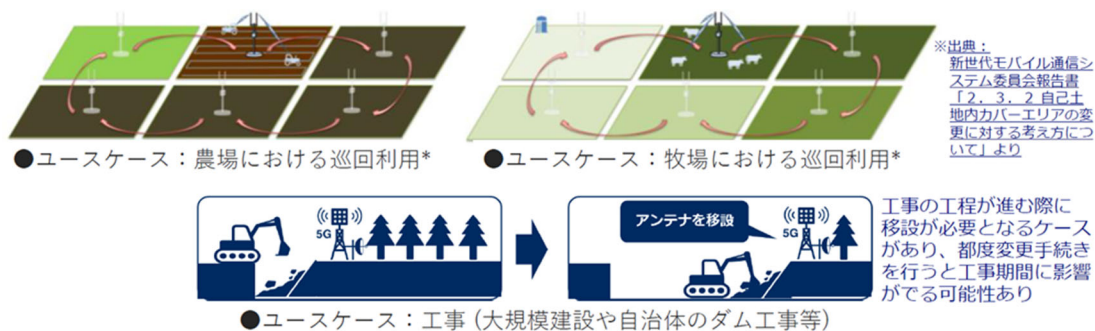 ※出典：
新世代モバイル通信シ
ステム委員会報告書
「２．３．２ 自己土
地内カバーエリアの変
更に対する考え方につ
いて」より
●ユースケース：農場における巡回利用*
●ユースケース：牧場における巡回利用*
5G
アンテナを移設
5G
工事の工程が進む際に
移設が必要となるケース
があり、都度変更手続き
を行うと工事期間に影響
がでる可能性あり
●ユースケース：工事 (大規模建設や自治体のダム工事等)